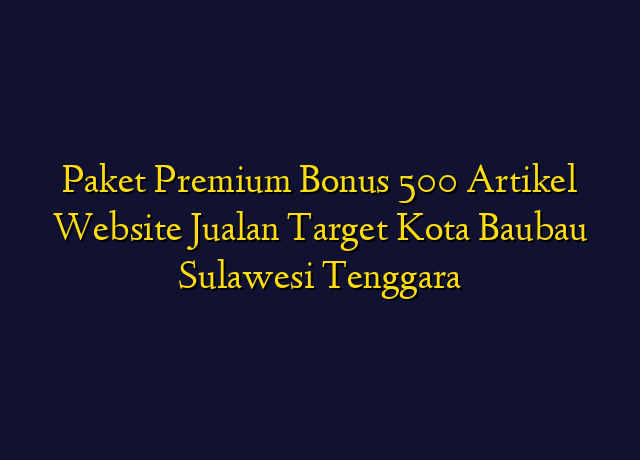 Paket Premium Bonus 500 Artikel
Website Jualan Target Kota Baubau
Sulawesi Tenggara